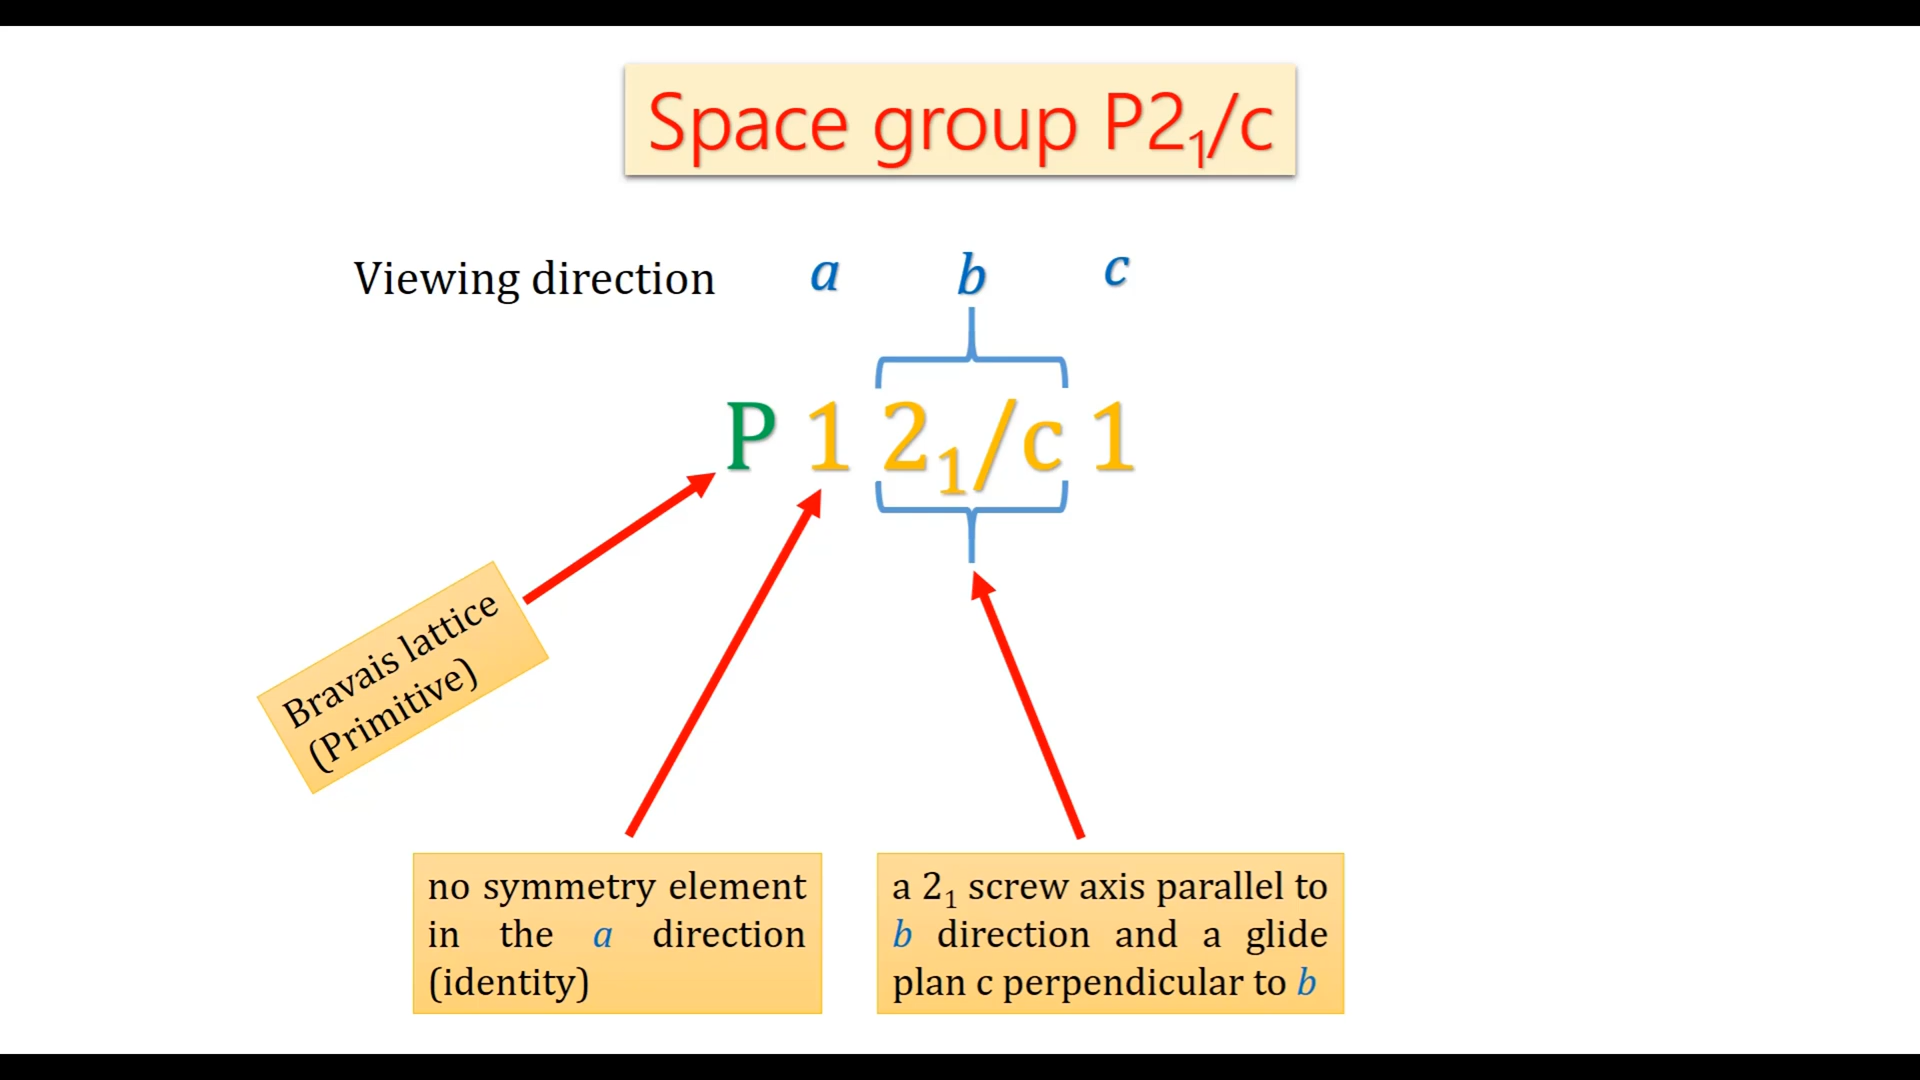 Space group P2₁/c
Viewing direction a b c
P 1 2₁/c 1
Bravais lattice
(Primitive)
no symmetry element
in the a direction
(identity)
a 2₁ screw axis parallel to
b direction and a glide
plan c perpendicular to b